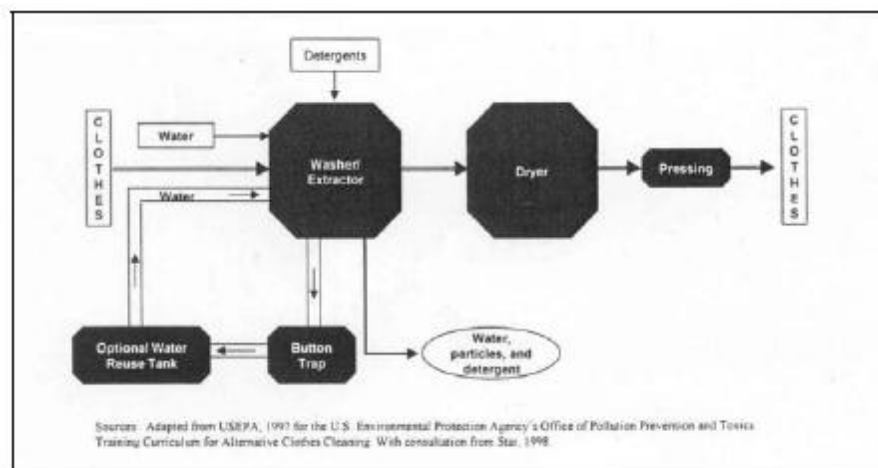 Detergents
CLOTHES
Water
Washer/
Extractor
Dryer
Pressing
CLOTHES
Water
Optional Water
Reuse Tank
Button
Trap
Water,
particles, and
detergent
Sources: Adapted from USEPA, 1997 for the U.S. Environmental Protection Agency's Office of Pollution Prevention and Toxics
Training Curriculum for Alternative Clothes Cleaning. With consultation from Star, 1998.